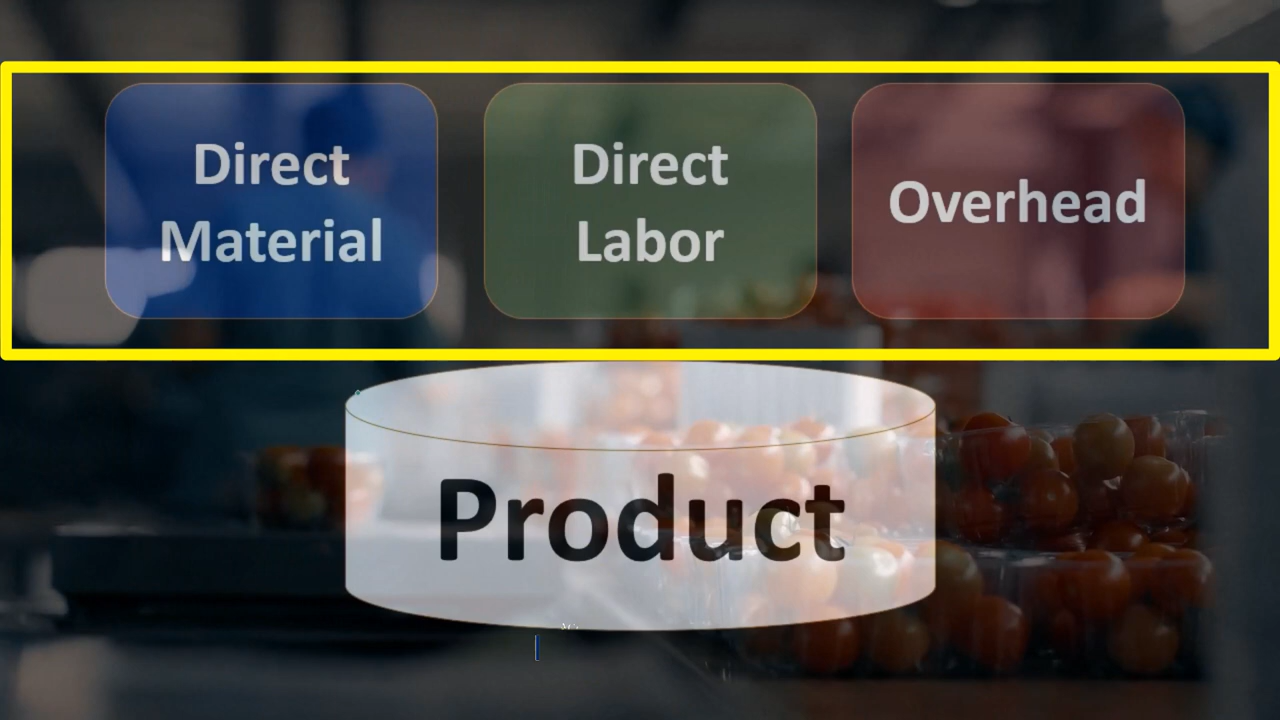 Direct
Material
Direct
Labor
Overhead
Product